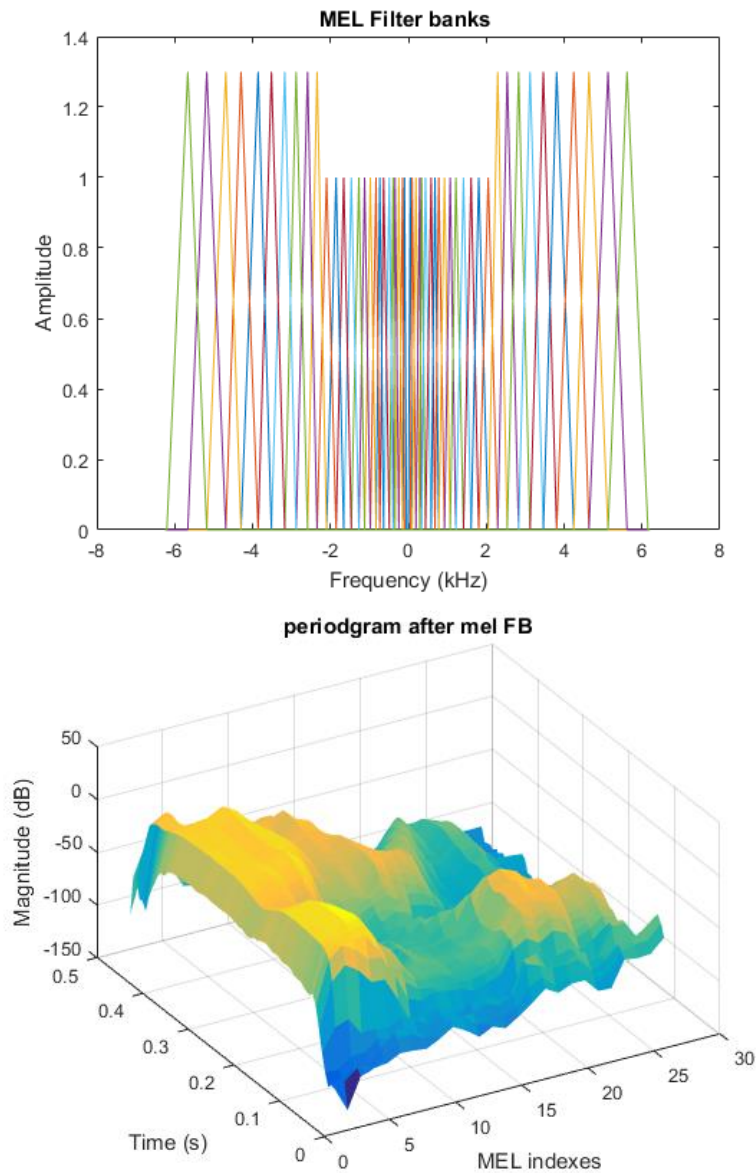 MEL Filter banks
1.4
1.2
1
0.8
0.6
0.4
0.2
0
Amplitude
-8 -6 -4 -2 0 2 4 6 8
Frequency (kHz)
periodgram after mel FB
50
0
-50
-100
-150
Magnitude (dB)
0.5
0.4
0.3
0.2
0.1
0
Time (s)
0 5 10 15 20 25 30
MEL indexes